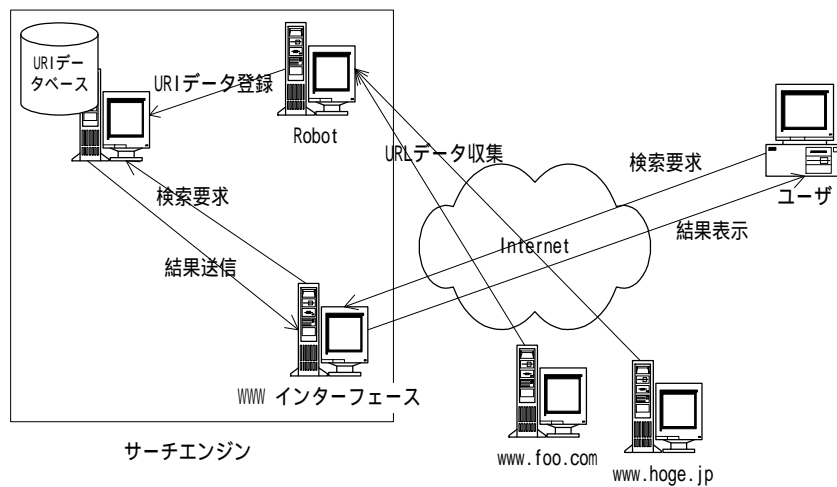 URIデー
タベース
URIデータ登録
Robot
URLデータ収集
検索要求
ユーザ
検索要求
Internet
結果表示
結果送信
WWW インターフェース
サーチエンジン
www.foo.com
www.hoge.jp